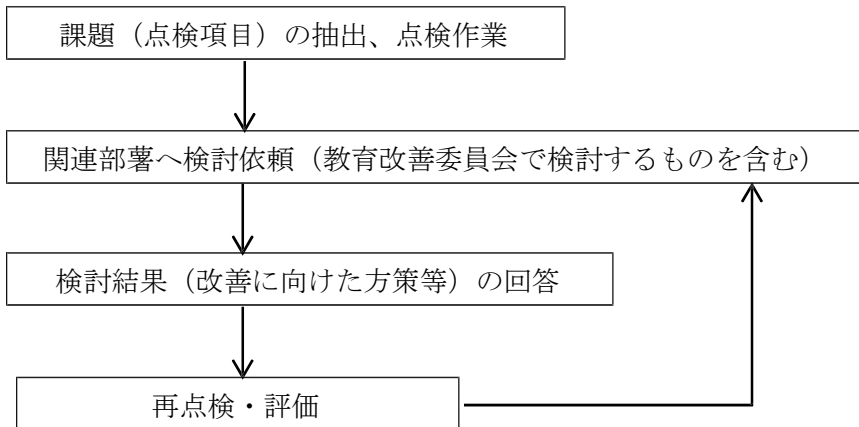 課題（点検項目）の抽出、点検作業
関連部署へ検討依頼（教育改善委員会で検討するものを含む）
検討結果（改善に向けた方策等）の回答
再点検・評価